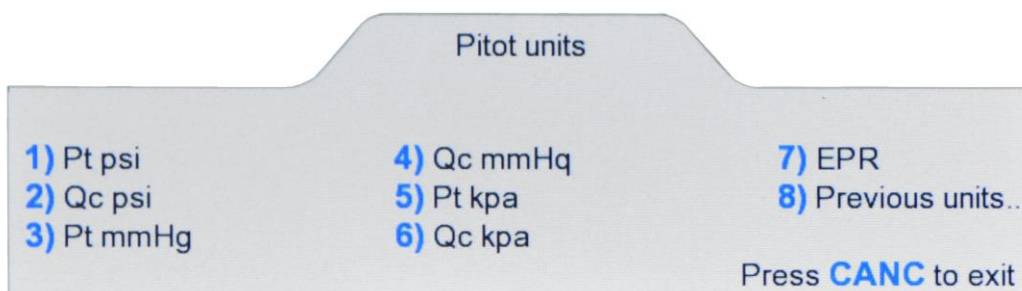 Pitot units
1) Pt psi
2) Qc psi
3) Pt mmHg
4) Qc mmHq
5) Pt kpa
6) Qc kpa
7) EPR
8) Previous units..
Press CANC to exit